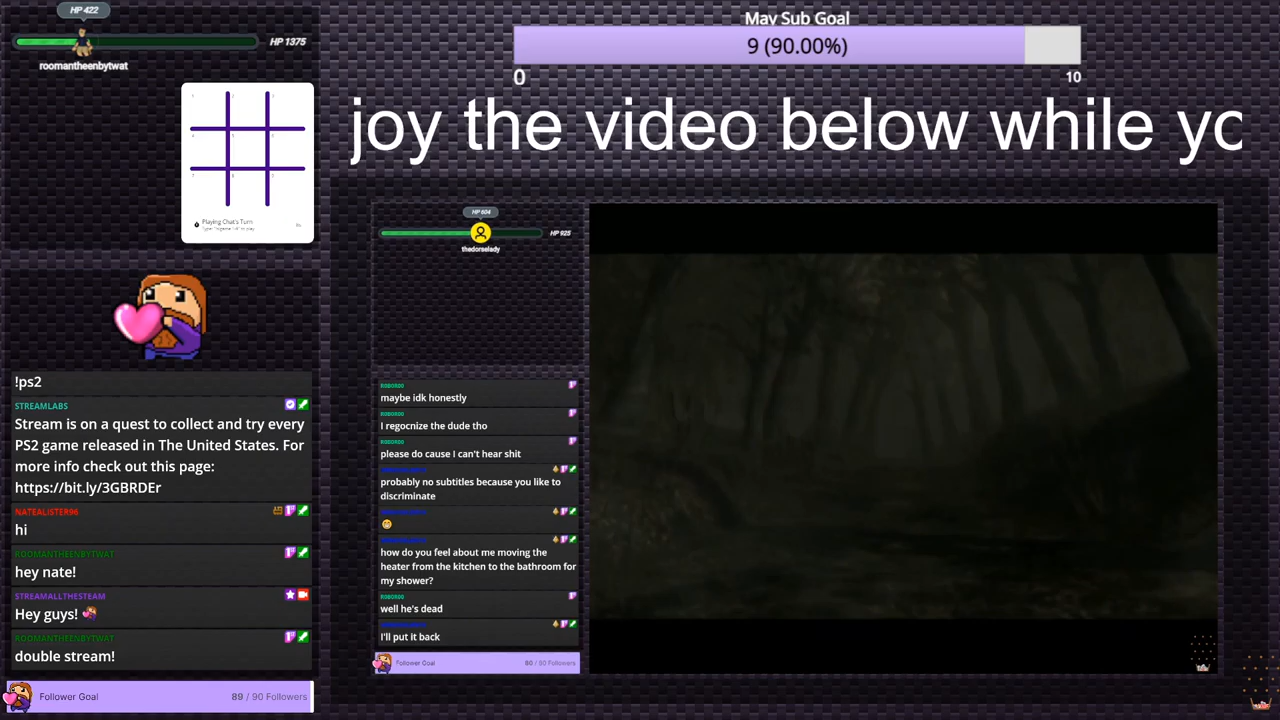 HP 422
HP 1375
roomantheenbytwat
May Sub Goal
9 (90.00%)
0
10
joy the video below while yo
Playing Chat's Turn
HP 604
HP 925
thedorselady
!ps2
STREAMLABS
Stream is on a quest to collect and try every
PS2 game released in The United States. For
more info check out this page:
https://bit.ly/3GBRDEr
NATEALISTER96
hi
ROOMANTHEENBYTWAT
hey nate!
STREAMALLTHESTEAM
Hey guys!
ROOMANTHEENBYTWAT
double stream!
Follower Goal
89 / 90 Followers
maybe idk honestly
I regocnize the dude tho
please do cause I can't hear shit
probably no subtitles because you like to
discriminate
how do you feel about me moving the
heater from the kitchen to the bathroom for
my shower?
well he's dead
I'll put it back
Follower Goal
80 / 90 Followers